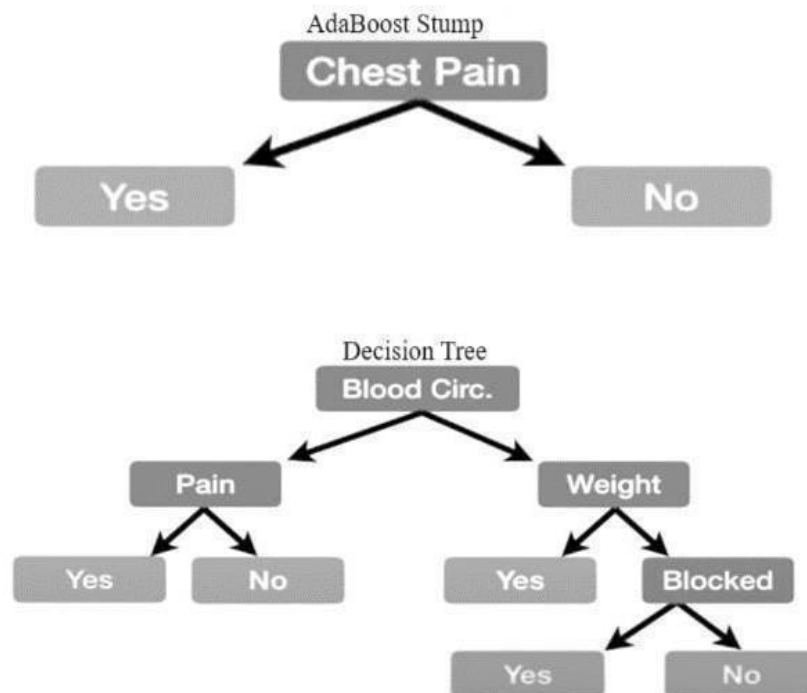 AdaBoost Stump
Chest Pain
Yes No
Decision Tree
Blood Circ.
Pain Weight
Yes No Yes Blocked
Yes No